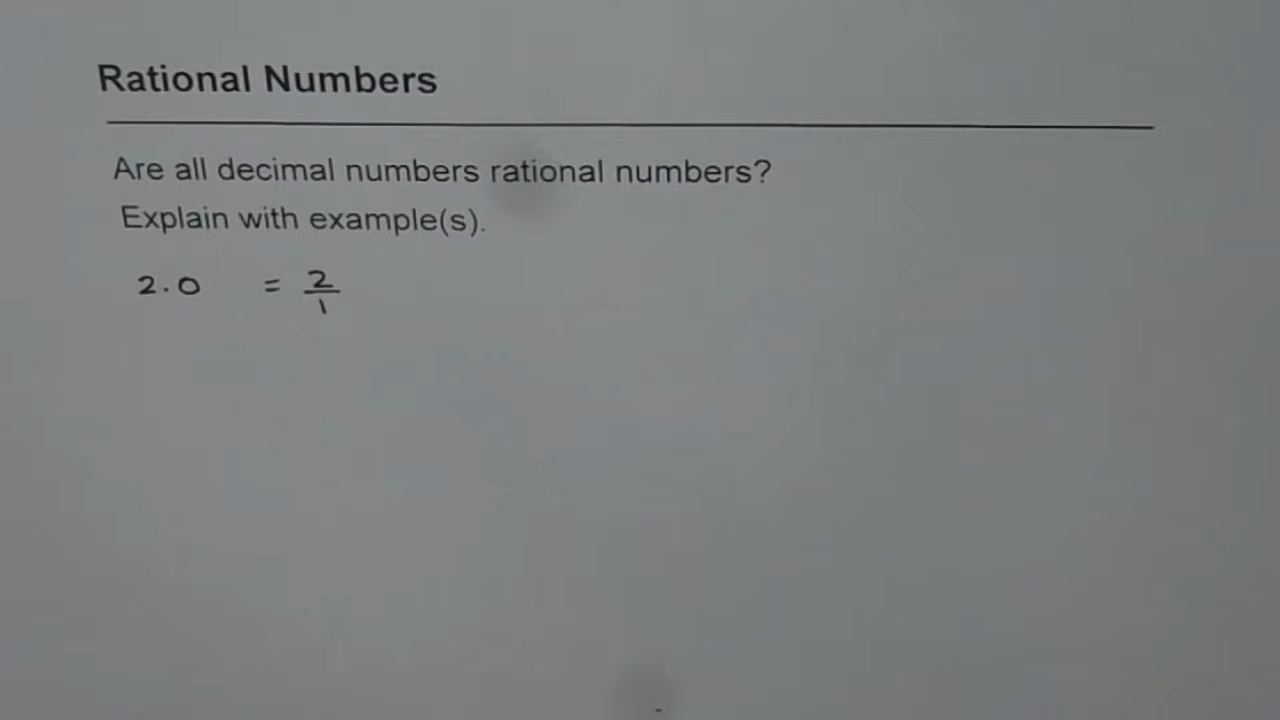 Rational Numbers
Are all decimal numbers rational numbers?
Explain with example(s).
2.0 = 2/1